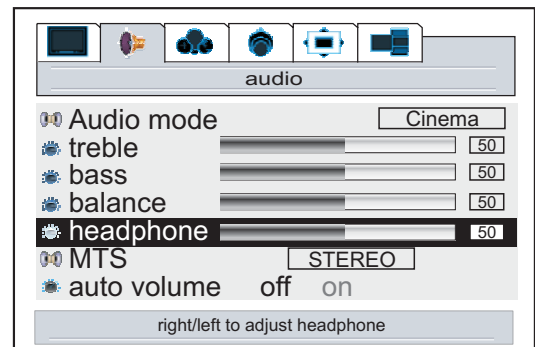 audio
Audio mode Cinema
treble 50
bass 50
balance 50
headphone 50
MTS STEREO
auto volume off on
right/left to adjust headphone